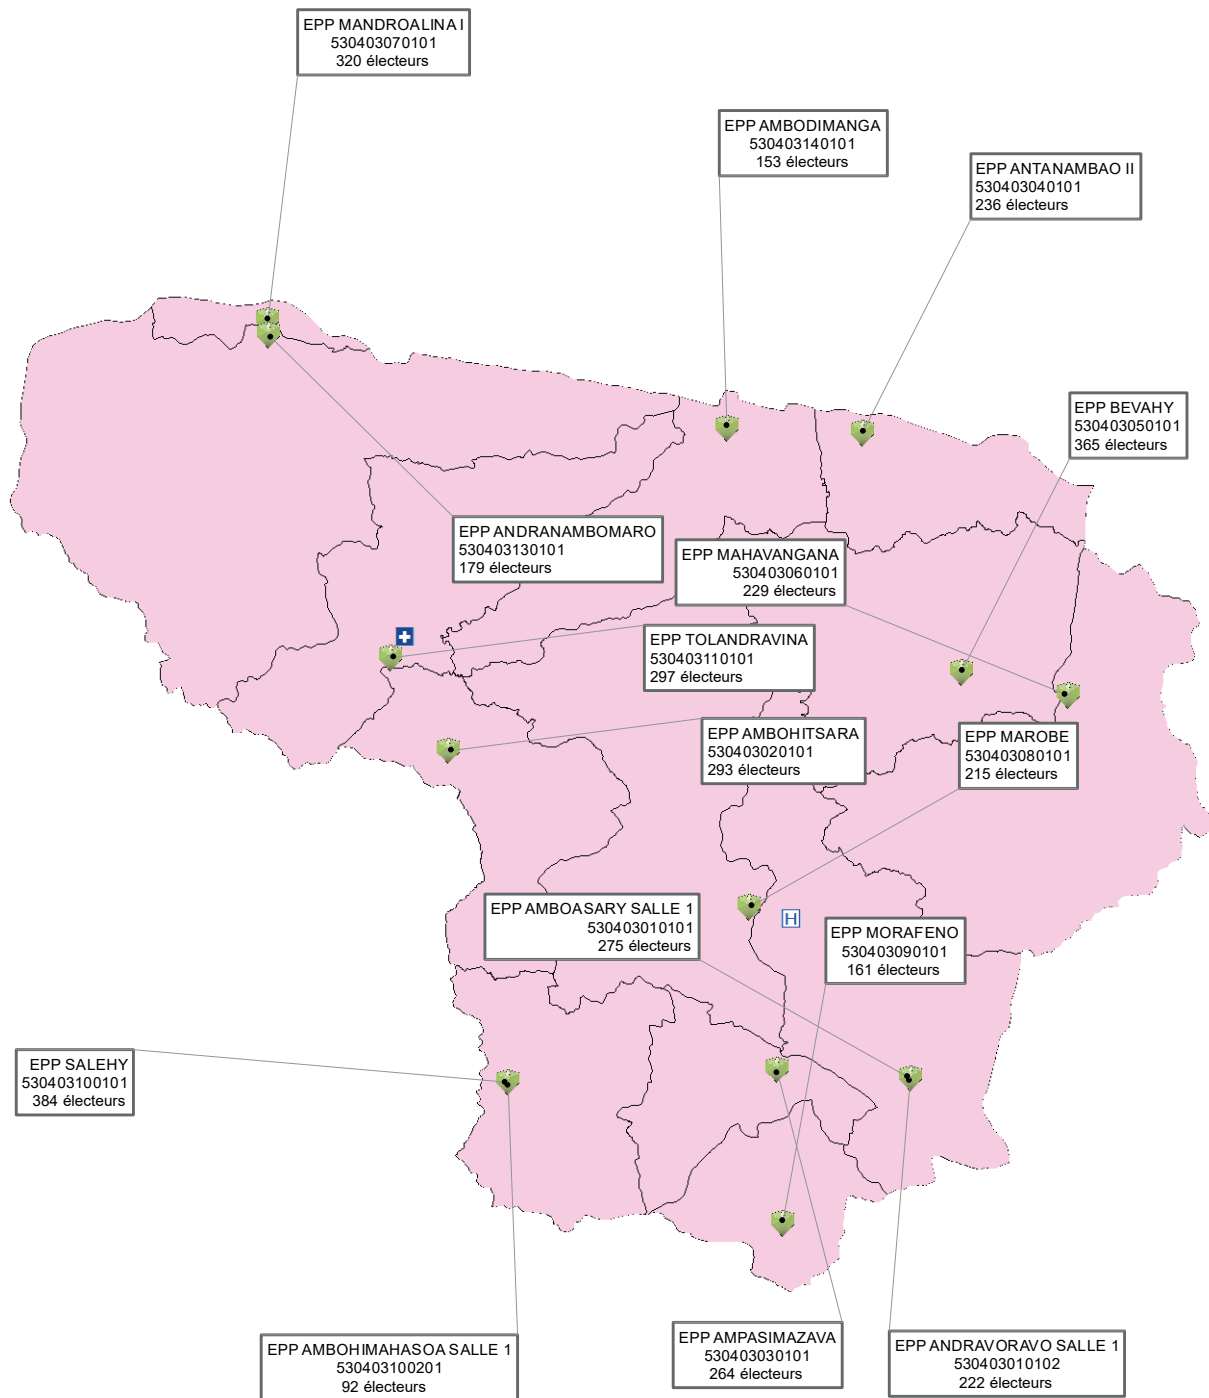 EPP MANDROALINA I
530403070101
320 électeurs
EPP AMBODIMANGA
530403140101
153 électeurs
EPP ANTANAMBAO II
530403040101
236 électeurs
EPP BEVAHY
530403050101
365 électeurs
EPP ANDRANAMBOMARO
530403130101
179 électeurs
EPP MAHAVANGANA
530403060101
229 électeurs
EPP TOLANDRAVINA
530403110101
297 électeurs
EPP AMBOHITSARA
530403020101
293 électeurs
EPP MAROBE
530403080101
215 électeurs
EPP AMBOASARY SALLE 1
530403010101
275 électeurs
H
EPP MORAFENO
530403090101
161 électeurs
EPP SALEHY
530403100101
384 électeurs
EPP AMBOHIMAHASOA SALLE 1
530403100201
92 électeurs
EPP AMPASIMAZAVA
530403030101
264 électeurs
EPP ANDRAVORAVO SALLE 1
530403010102
222 électeurs